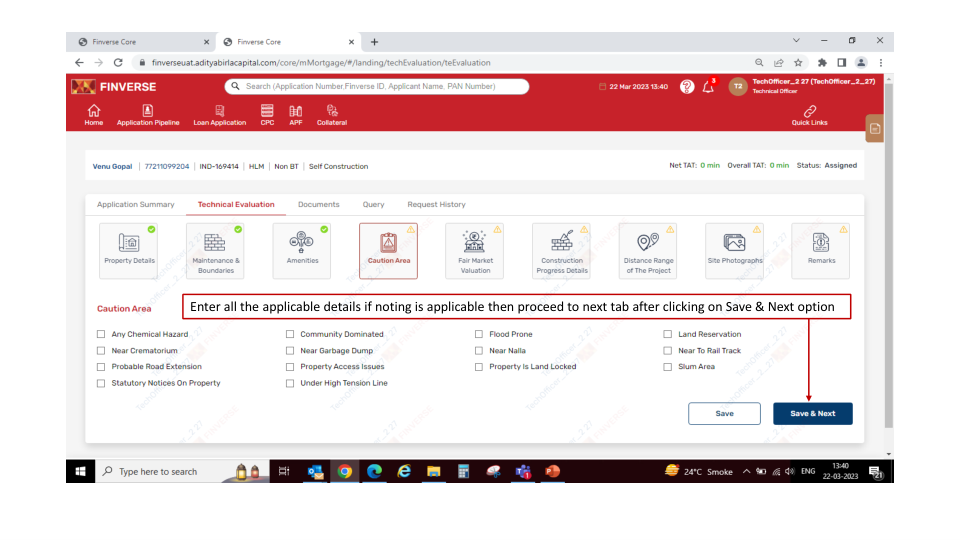 Finverse Core
Finverse Core
finverseuat.adityabirlacapital.com/core/mMortgage/#/landing/techEvaluation/teEvaluation
FINVERSE
Search (Application Number,Finverse ID, Applicant Name, PAN Number)
22 Mar 2023 13:40
3
T2
TechOfficer_2 27 (TechOfficer_2_27)
Technical Officer
Home Application Pipeline Loan Application CPC APF Collateral
Quick Links
Venu Gopal | 77211099204 | IND-169414 | HLM | Non BT | Self Construction
Net TAT: 0 min Overall TAT: 0 min Status: Assigned
Application Summary Technical Evaluation Documents Query Request History
Property Details
Maintenance &
Boundaries
Amenities
Caution Area
Fair Market
Valuation
Construction
Progress Details
Distance Range
of The Project
Site Photographs
Remarks
Caution Area
Enter all the applicable details if noting is applicable then proceed to next tab after clicking on Save & Next option
Any Chemical Hazard Community Dominated Flood Prone Land Reservation
Near Crematorium Near Garbage Dump Near Nalla Near To Rail Track
Probable Road Extension Property Access Issues Property Is Land Locked Slum Area
Statutory Notices On Property Under High Tension Line
Save Save & Next
Type here to search
24°C Smoke
ENG
13:40
22-03-2023
21